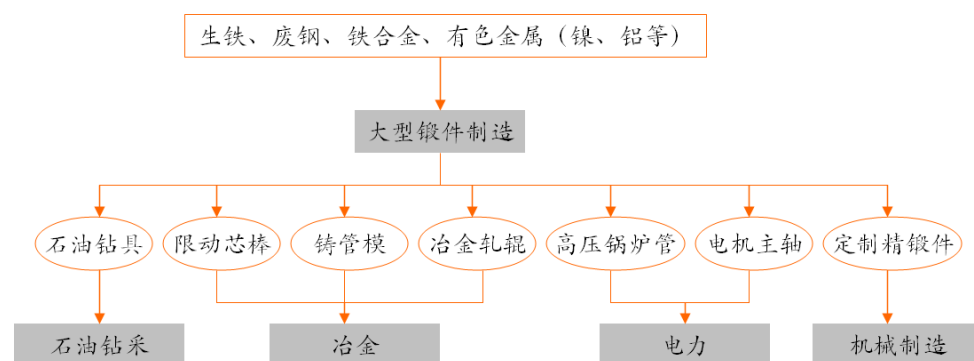 生铁、废钢、铁合金、有色金属（镍、铝等）
大型锻件制造
石油钻具
限动芯棒
铸管模
冶金轧辊
高压锅炉管
电机主轴
定制精锻件
石油钻采
冶金
电力
机械制造